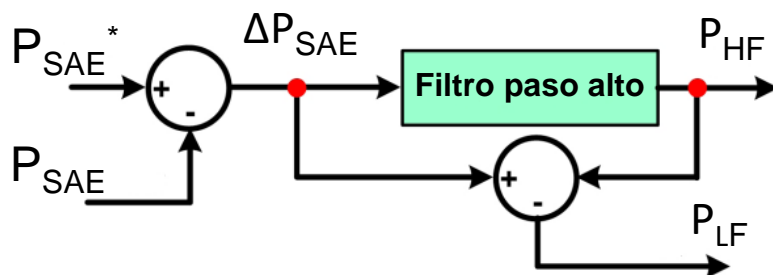 P_SAE*
ΔP_SAE
P_HF
+
-
Filtro paso alto
P_SAE
+
-
P_LF